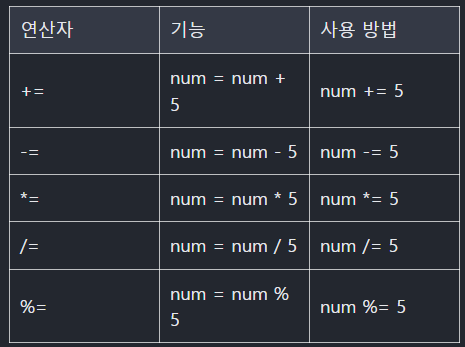 연산자 기능 사용 방법
+= num = num + num += 5
5
-= num = num - 5 num -= 5
*= num = num * 5 num *= 5
/= num = num / 5 num /= 5
%= num = num % num %= 5
5